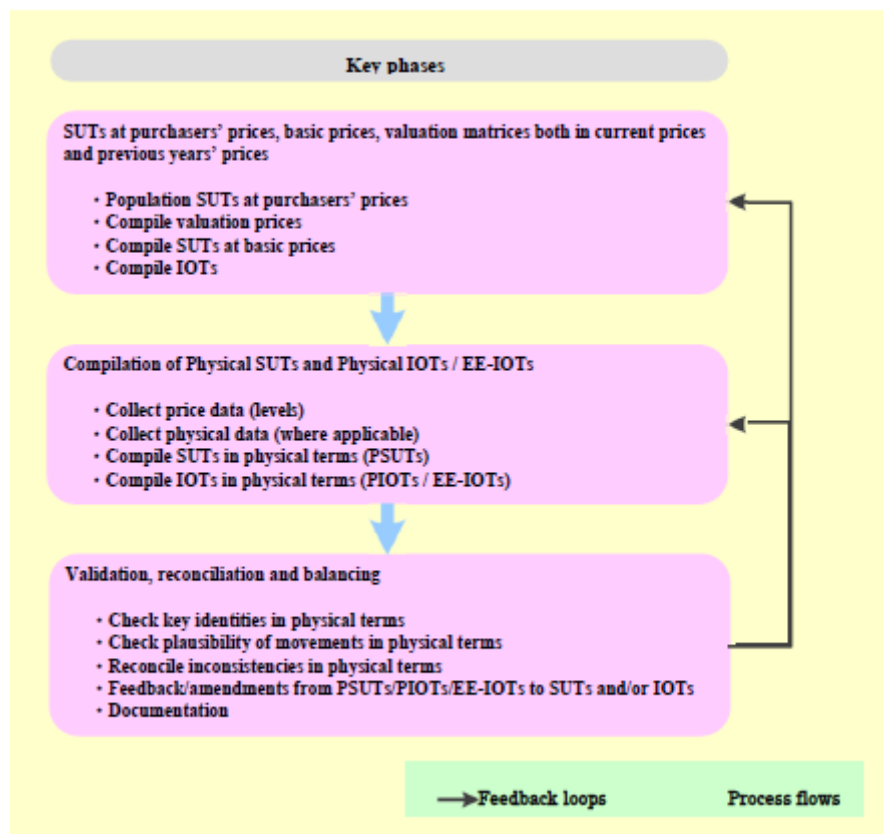 Key phases
SUTs at purchasers' prices, basic prices, valuation matrices both in current prices
and previous years' prices
• Population SUTs at purchasers' prices
• Compile valuation prices
• Compile SUTs at basic prices
• Compile IOTs
Compilation of Physical SUTs and Physical IOTs / EE-IOTs
• Collect price data (levels)
• Collect physical data (where applicable)
• Compile SUTs in physical terms (PSUTs)
• Compile IOTs in physical terms (PIOTs / EE-IOTs)
Validation, reconciliation and balancing
• Check key identities in physical terms
• Check plausibility of movements in physical terms
• Reconcile inconsistencies in physical terms
• Feedback/amendments from PSUTs/PIOTs/EE-IOTs to SUTs and/or IOTs
• Documentation
Feedback loops Process flows